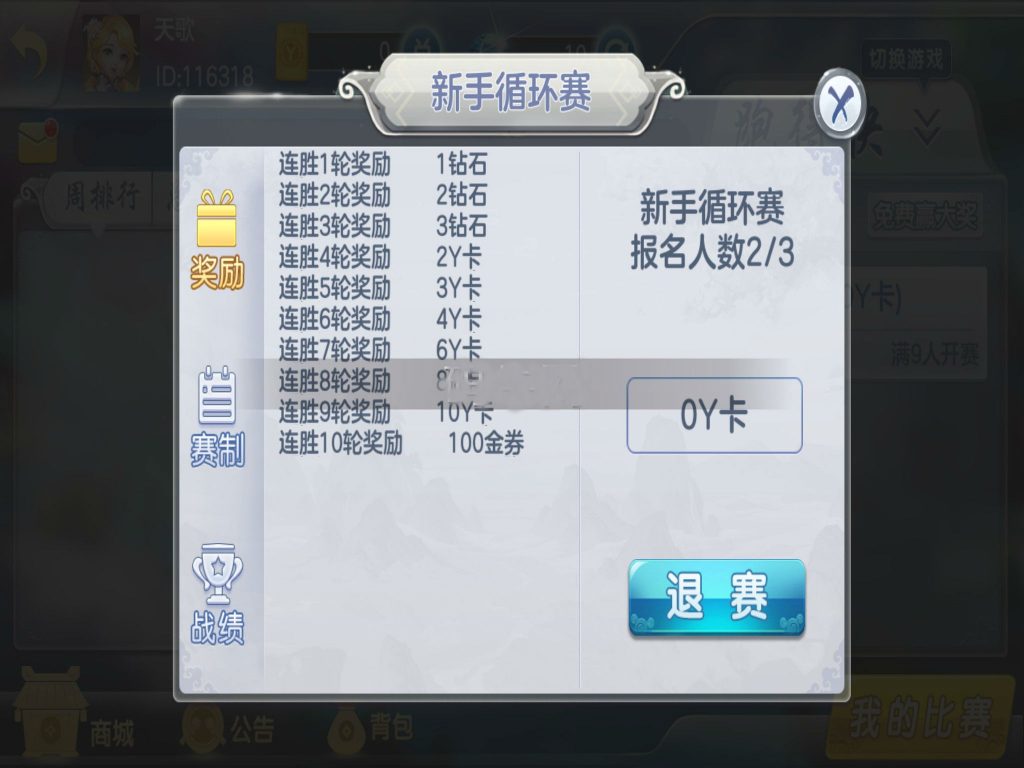 天歌
ID:116318
0
10
切换游戏
新手循环赛
周排行
免费赢大奖
Y卡)
满9人开赛
奖励
赛制
战绩
连胜1轮奖励 1钻石
连胜2轮奖励 2钻石
连胜3轮奖励 3钻石
连胜4轮奖励 2Y卡
连胜5轮奖励 3Y卡
连胜6轮奖励 4Y卡
连胜7轮奖励 6Y卡
连胜8轮奖励 8
连胜9轮奖励 10Y卡
连胜10轮奖励 100金券
新手循环赛
报名人数2/3
0Y卡
退赛
商城
公告
背包
我的比赛